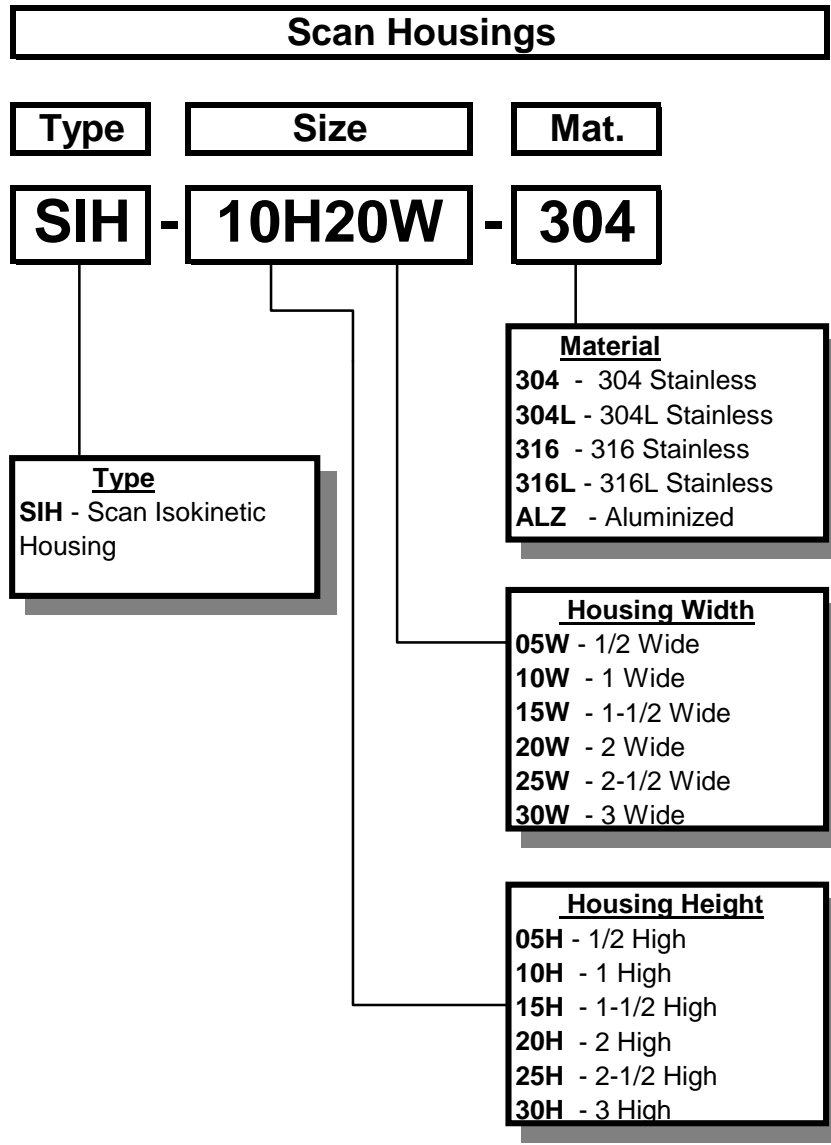 Scan Housings
Type Size Mat.
SIH - 10H20W - 304
Material
304 - 304 Stainless
304L - 304L Stainless
316 - 316 Stainless
316L - 316L Stainless
ALZ - Aluminized
Type
SIH - Scan Isokinetic
Housing
Housing Width
05W - 1/2 Wide
10W - 1 Wide
15W - 1-1/2 Wide
20W - 2 Wide
25W - 2-1/2 Wide
30W - 3 Wide
Housing Height
05H - 1/2 High
10H - 1 High
15H - 1-1/2 High
20H - 2 High
25H - 2-1/2 High
30H - 3 High